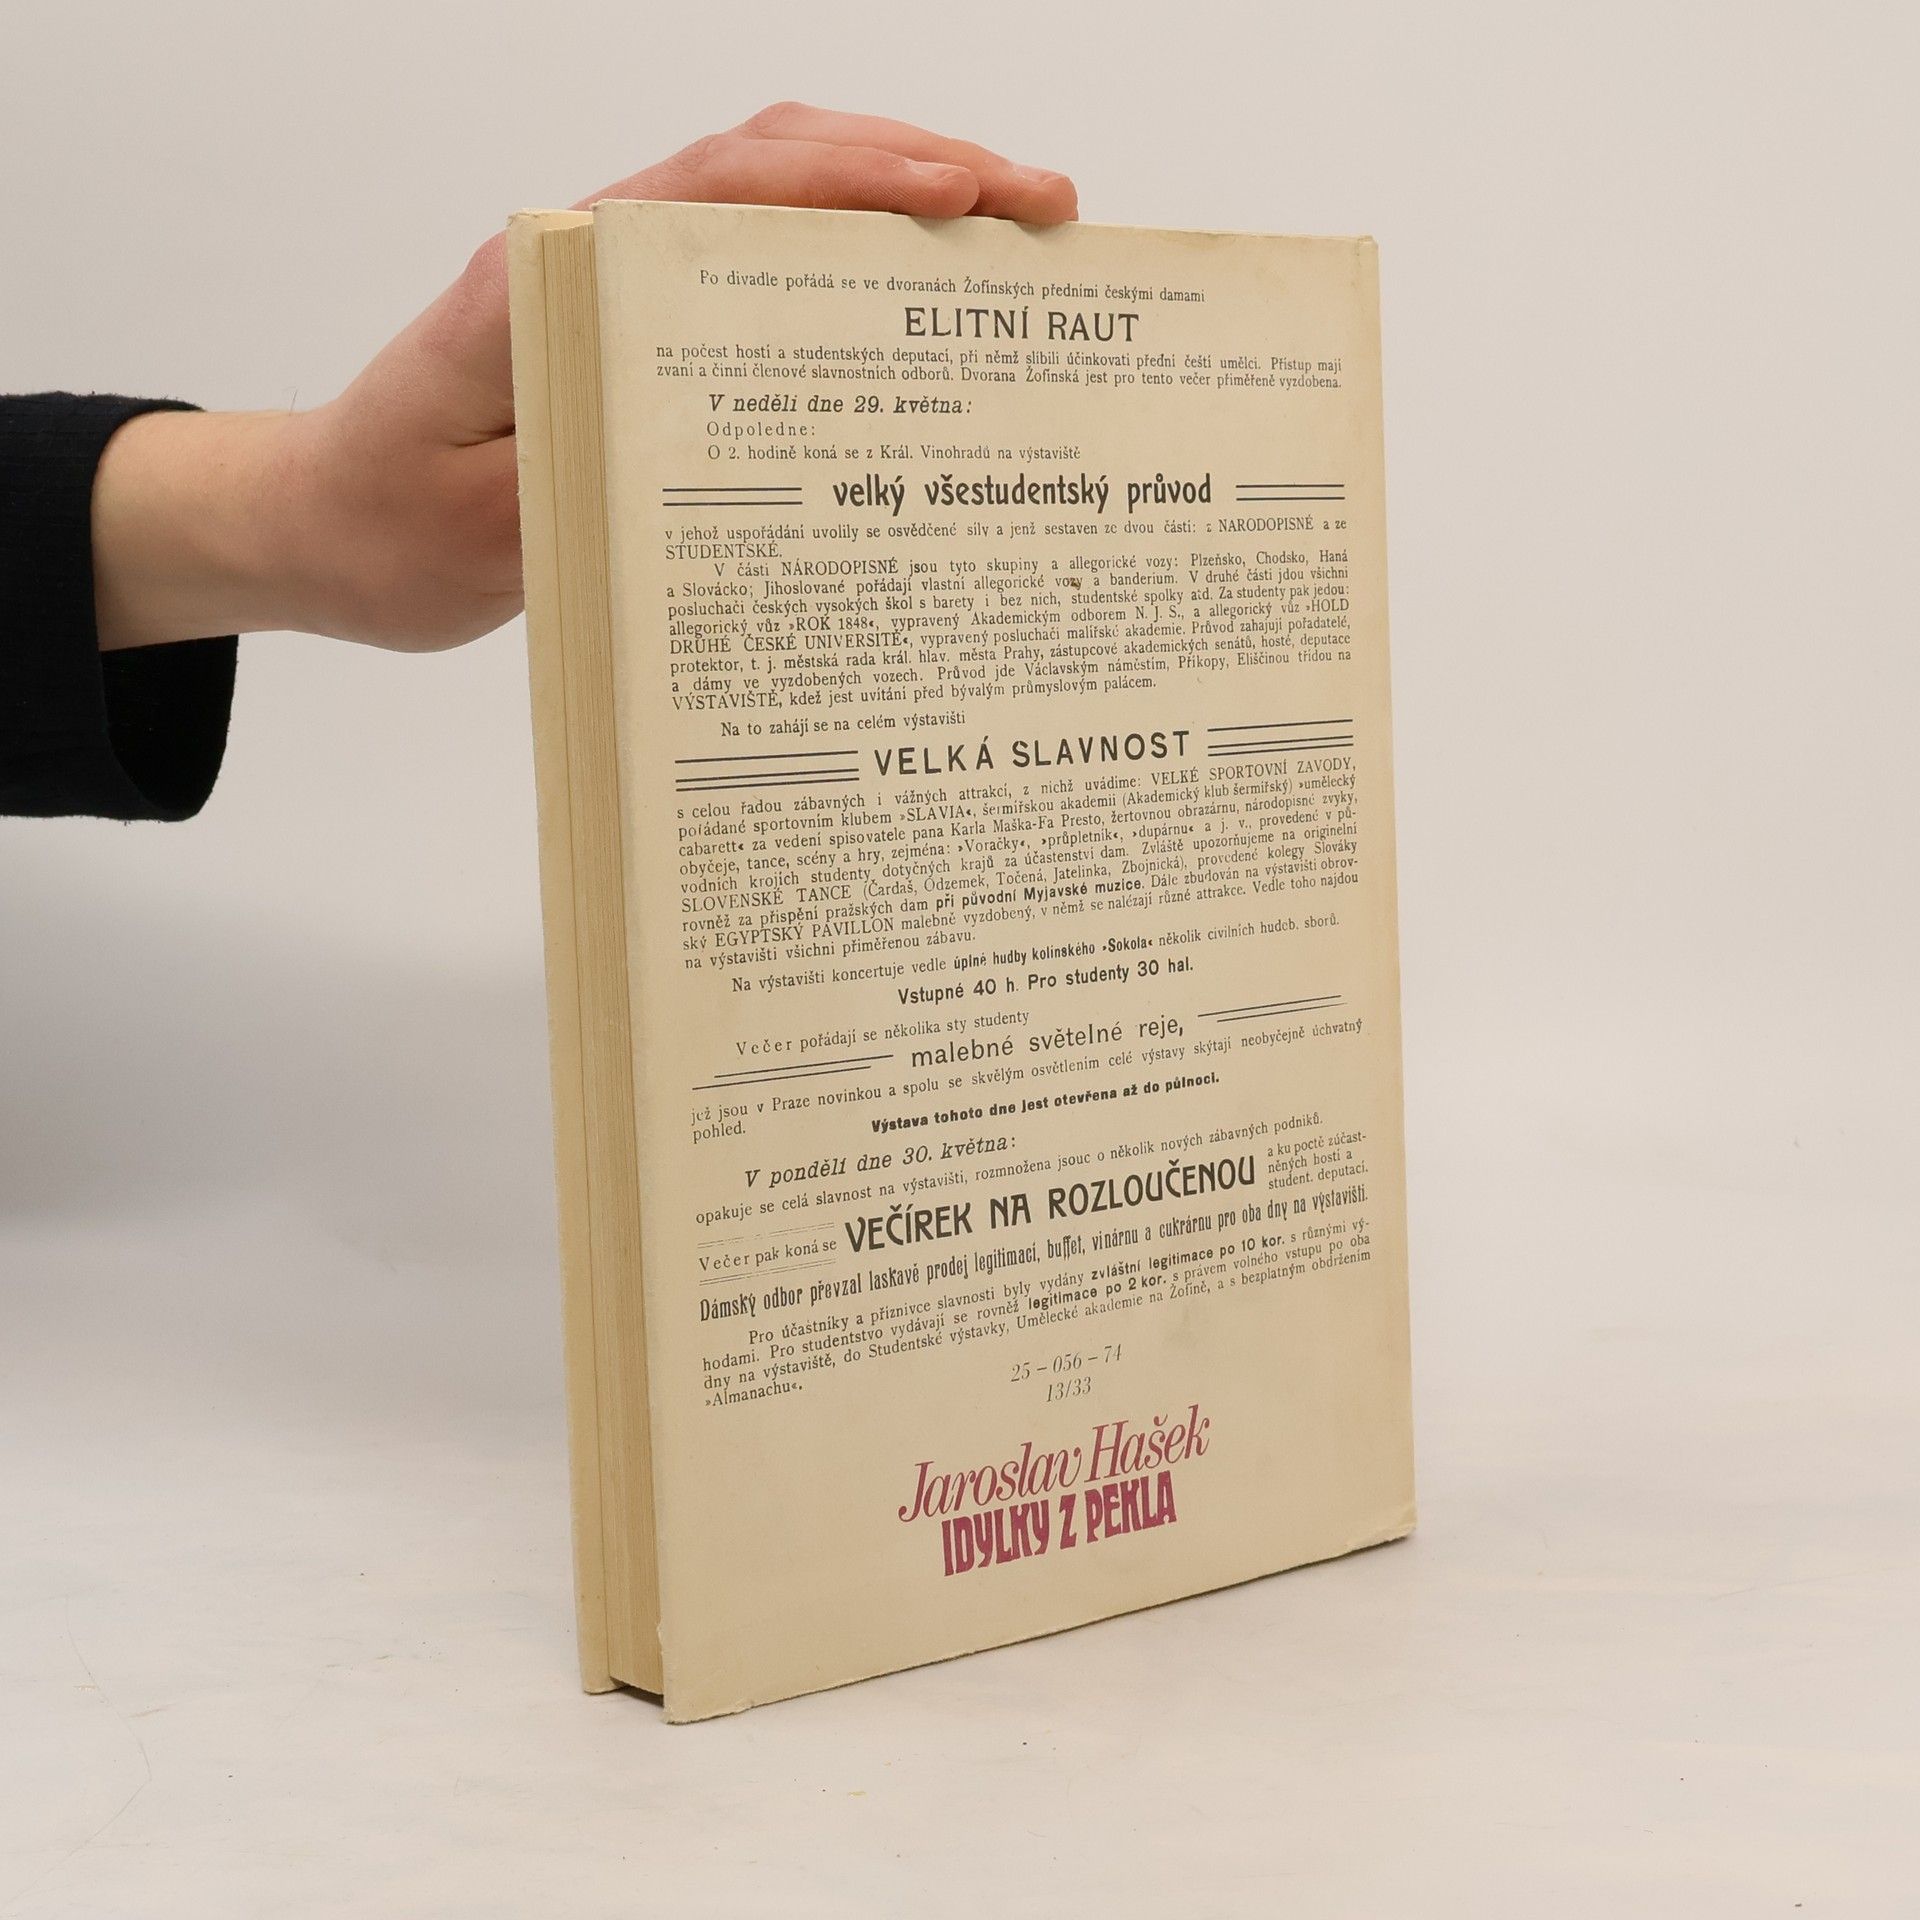 Po divadle pořádá se ve dvoranách Žofínských předními českými damami
ELITNÍ RAUT
na počest hostí a studentských deputací, při němž slíbili účinkovati přední čeští umělci. Přístup mají
zvaní a činní členové slavnostních odborů. Dvorana Žofínská jest pro tento večer přiměřeně vyzdobena.
V neděli dne 29. května:
Odpoledne:
O 2. hodině koná se z Král. Vinohradů na výstaviště
velký všestudentský průvod
v jehož uspořádání uvolily se osvědčené síly a jenž sestaven ze dvou částí: z NÁRODOPISNÉ a ze
STUDENTSKÉ.
V části NÁRODOPISNÉ jsou tyto skupiny a allegorické vozy: Plzeňsko, Chodsko, Haná
a Slovácko; Jihoslované pořádají vlastní allegorické vozy a banderium. V druhé části jdou všichni
posluchači českých vysokých škol s barety i bez nich, studentské spolky atd. Za studenty pak jedou:
allegorický vůz »ROK 1848«, vypravený Akademickým odborem N. J. S., a allegorický vůz »HOLD
DRUHÉ ČESKÉ UNIVERSITĚ«, vypravený posluchači malířské akademie. Průvod zahajují pořadatelé,
protektor, t. j. městská rada král. hlav. města Prahy, zástupcové akademických senátů, hosté, deputace
a dámy ve vyzdobených vozech. Průvod jde Václavským náměstím, Příkopy, Eliščinou třídou na
VÝSTAVIŠTĚ, kdež jest uvítání před bývalým průmyslovým palácem.
Na to zahájí se na celém výstavišti
VELKÁ SLAVNOST
s celou řadou zábavných i vážných attrakcí, z nichž uvádíme: VELKÉ SPORTOVNÍ ZÁVODY,
pořádané sportovním klubem »SLAVIA«, šermířskou akademii (Akademický klub šermířský) »umělecký
cabarett« za vedení spisovatele pana Karla Maška-Fa Presto, žertovnou obrazárnu, národopisné zvyky,
obyčeje, tance, scény a hry, zejména: »Voračky«, »průpletník«, »dupárnu« a j. v., provedené v pů-
vodních krojích studenty dotyčných krajů za účastenství dam. Zvláště upozorňujeme na originelní
SLOVENSKÉ TANCE (Čardaš, Odzemek, Točená, Jatelinka, Zbojnická), provedené kolegy Slováky
rovněž za přispění pražských dam při původní Myjavské muzice. Dále zbudován na výstavišti obrov-
ský EGYPTSKÝ PAVILLON malebně vyzdobený, v němž se nalézají různé attrakce. Vedle toho najdou
na výstavišti všichni přiměřenou zábavu.
Na výstavišti koncertuje vedle úplné hudby kolínského »Sokola« několik civilních hudeb. sborů.
Vstupné 40 h. Pro studenty 30 hal.
Večer pořádají se několika sty studenty
malebné světelné reje,
jež jsou v Praze novinkou a spolu se skvělým osvětlením celé výstavy skýtají neobyčejně úchvatný
pohled.
Výstava tohoto dne jest otevřena až do půlnoci.
V pondělí dne 30. května:
opakuje se celá slavnost na výstavišti, rozmnožena jsouc o několik nových zábavných podniků.
Večer pak koná se VEČÍREK NA ROZLOUČENOU a ku poctě zúčast-
něných hostí a
student. deputací.
Dámský odbor převzal laskavě prodej legitimací, buffet, vinárnu a cukrárnu pro oba dny na výstavišti.
Pro účastníky a příznivce slavnosti byly vydány zvláštní legitimace po 10 kor. s různými vý-
hodami. Pro studentstvo vydávají se rovněž legitimace po 2 kor. s právem volného vstupu po oba
dny na výstaviště, do Studentské výstavky, Umělecké akademie na Žofíně, a s bezplatným obdržením
»Almanachu«.
25 – 056 – 74
13/33
Jaroslav Hašek
IDYLKY Z PEKLA